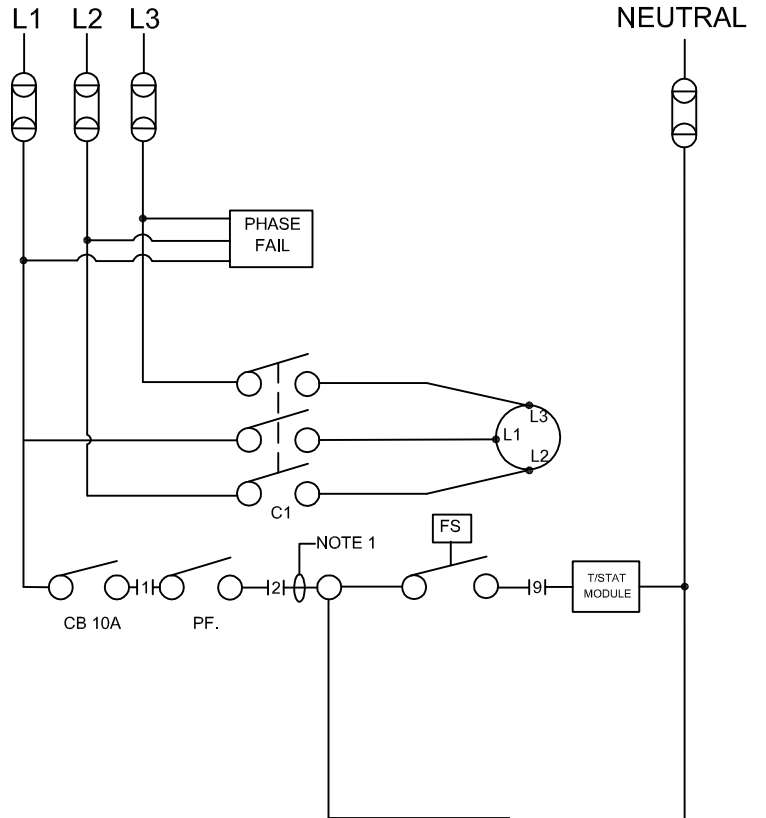 L1 L2 L3 NEUTRAL
PHASE
FAIL
L3
L1
L2
C1
FS
NOTE 1
1 2 9
T/STAT
MODULE
CB 10A PF.